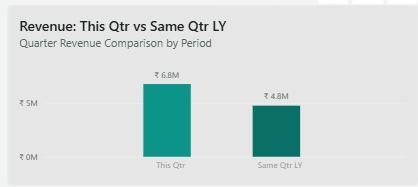 Revenue: This Qtr vs Same Qtr LY
Quarter Revenue Comparison by Period
₹ 6.8M
₹ 4.8M
₹ 5M
₹ 0M
This Qtr
Same Qtr LY